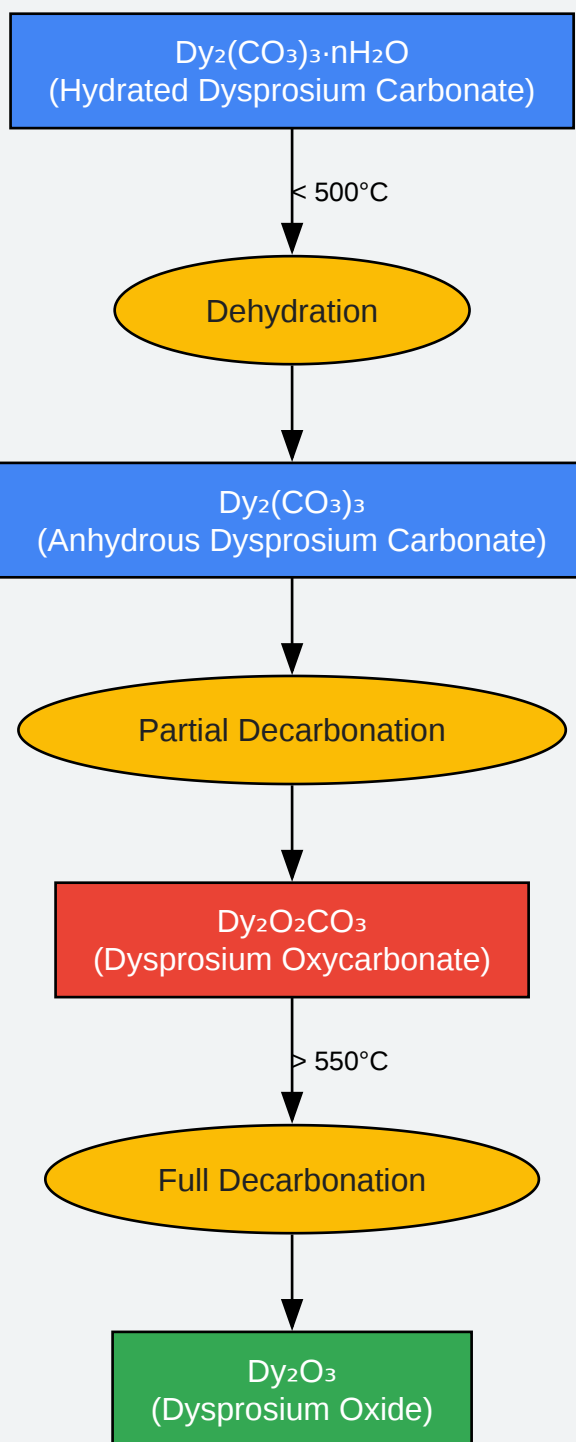 Dy₂(CO₃)₃·nH₂O
(Hydrated Dysprosium Carbonate)
< 500°C
Dehydration
Dy₂(CO₃)₃
(Anhydrous Dysprosium Carbonate)
Partial Decarbonation
Dy₂O₂CO₃
(Dysprosium Oxycarbonate)
> 550°C
Full Decarbonation
Dy₂O₃
(Dysprosium Oxide)